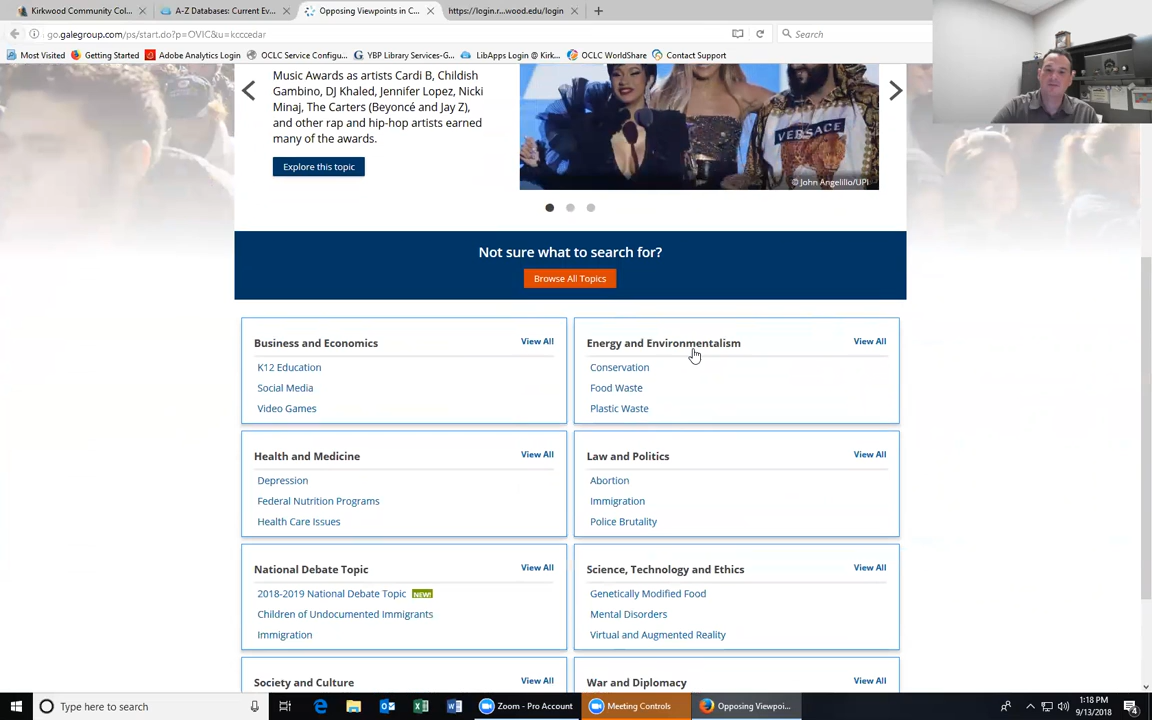 Kirkwood Community Col...
A-Z Databases: Current Ev...
Opposing Viewpoints in C...
https://login.r...wood.edu/login
go.galegroup.com/ps/start.do?p=OVIC&u=kcccedar
Search
Most Visited
Getting Started
Adobe Analytics Login
OCLC Service Configu...
YBP Library Services-G...
LibApps Login @ Kirk...
OCLC WorldShare
Contact Support
Music Awards as artists Cardi B, Childish
Gambino, DJ Khaled, Jennifer Lopez, Nicki
Minaj, The Carters (Beyoncé and Jay Z),
and other rap and hip-hop artists earned
many of the awards.
Explore this topic
VERSACE
© John Angelillo/UPI
Not sure what to search for?
Browse All Topics
Business and Economics
View All
K12 Education
Social Media
Video Games
Energy and Environmentalism
View All
Conservation
Food Waste
Plastic Waste
Health and Medicine
View All
Depression
Federal Nutrition Programs
Health Care Issues
Law and Politics
View All
Abortion
Immigration
Police Brutality
National Debate Topic
View All
2018-2019 National Debate Topic NEW!
Children of Undocumented Immigrants
Immigration
Science, Technology and Ethics
View All
Genetically Modified Food
Mental Disorders
Virtual and Augmented Reality
Society and Culture
View All
War and Diplomacy
View All
Type here to search
Zoom - Pro Account
Meeting Controls
Opposing Viewpoi...
1:18 PM
9/13/2018
4